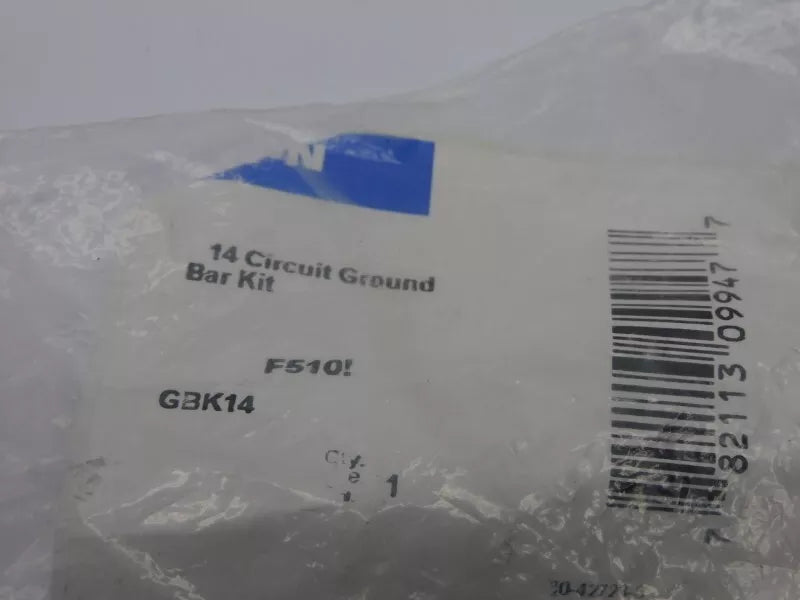 N
14 Circuit Ground
Bar Kit
F510!
GBK14
1
7 82113 09947 7